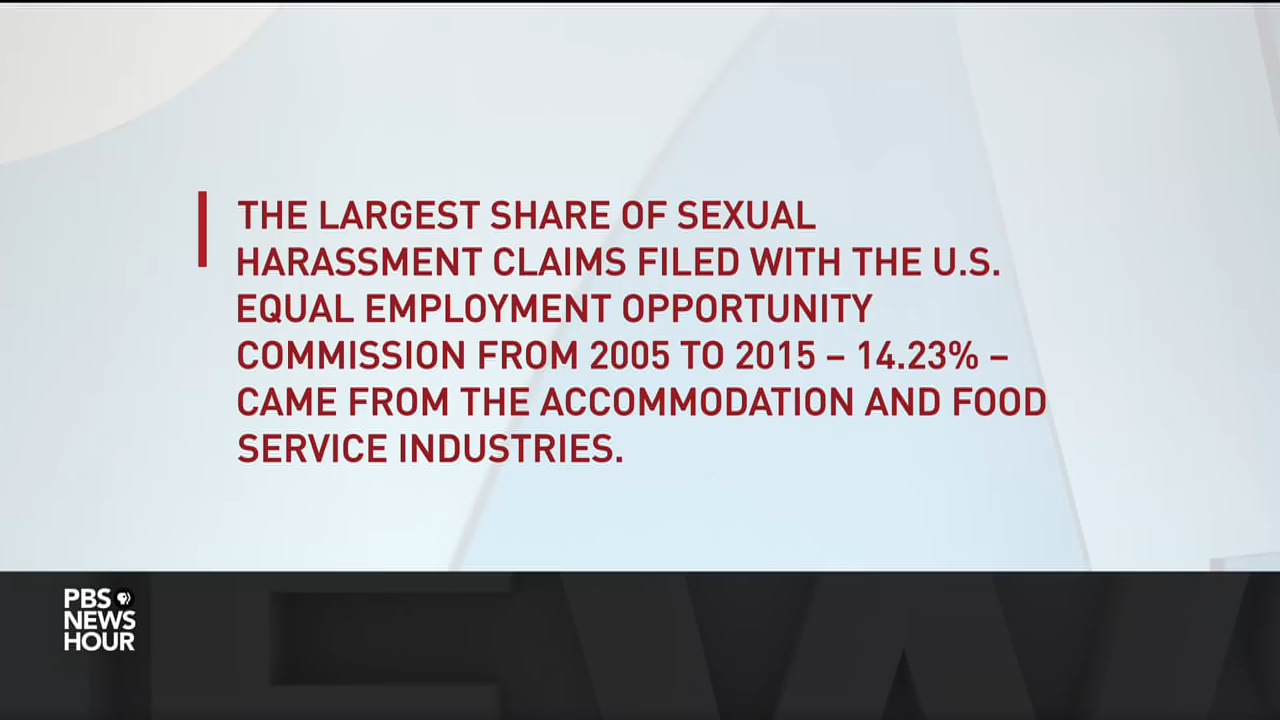 THE LARGEST SHARE OF SEXUAL
HARASSMENT CLAIMS FILED WITH THE U.S.
EQUAL EMPLOYMENT OPPORTUNITY
COMMISSION FROM 2005 TO 2015 – 14.23% –
CAME FROM THE ACCOMMODATION AND FOOD
SERVICE INDUSTRIES.
PBS
NEWS
HOUR